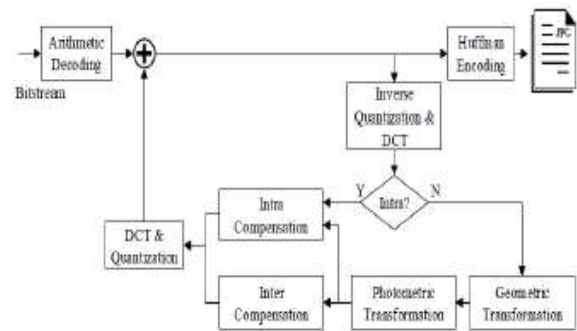 Arithmetic
Decoding
Bitstream
Huffman
Encoding
JPG
Inverse
Quantization &
DCT
Y
Intra?
N
Intra
Compensation
DCT &
Quantization
Inter
Compensation
Photometric
Transformation
Geometric
Transformation